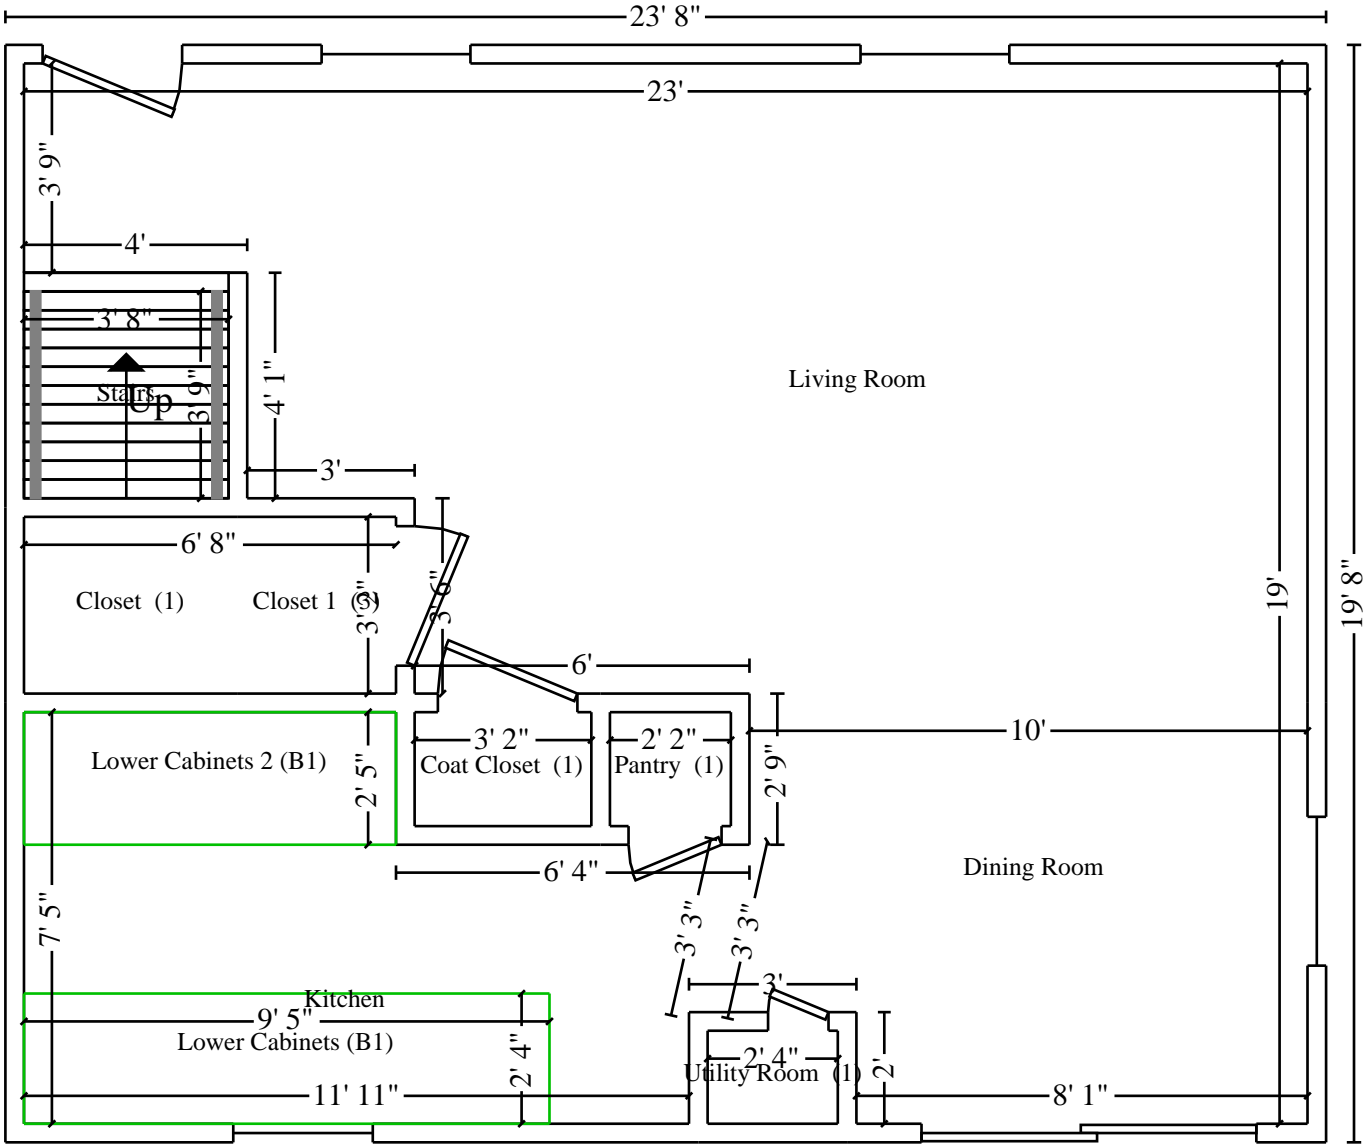 23' 8"
23'
3' 9"
4'
3' 8"
Stairs
Up
3' 9"
4' 1"
Living Room
3'
6' 8"
Closet (1)
Closet 1 (3)
3' 2"
3' 6"
19'
19' 8"
6'
10'
3' 2"
2' 2"
Lower Cabinets 2 (B1)
Coat Closet (1)
Pantry (1)
2' 5"
2' 9"
6' 4"
Dining Room
7' 5"
3' 3"
3' 3"
3'
Kitchen
9' 5"
Lower Cabinets (B1)
2' 4"
2' 4"
Utility Room (1)
2'
11' 11"
8' 1"